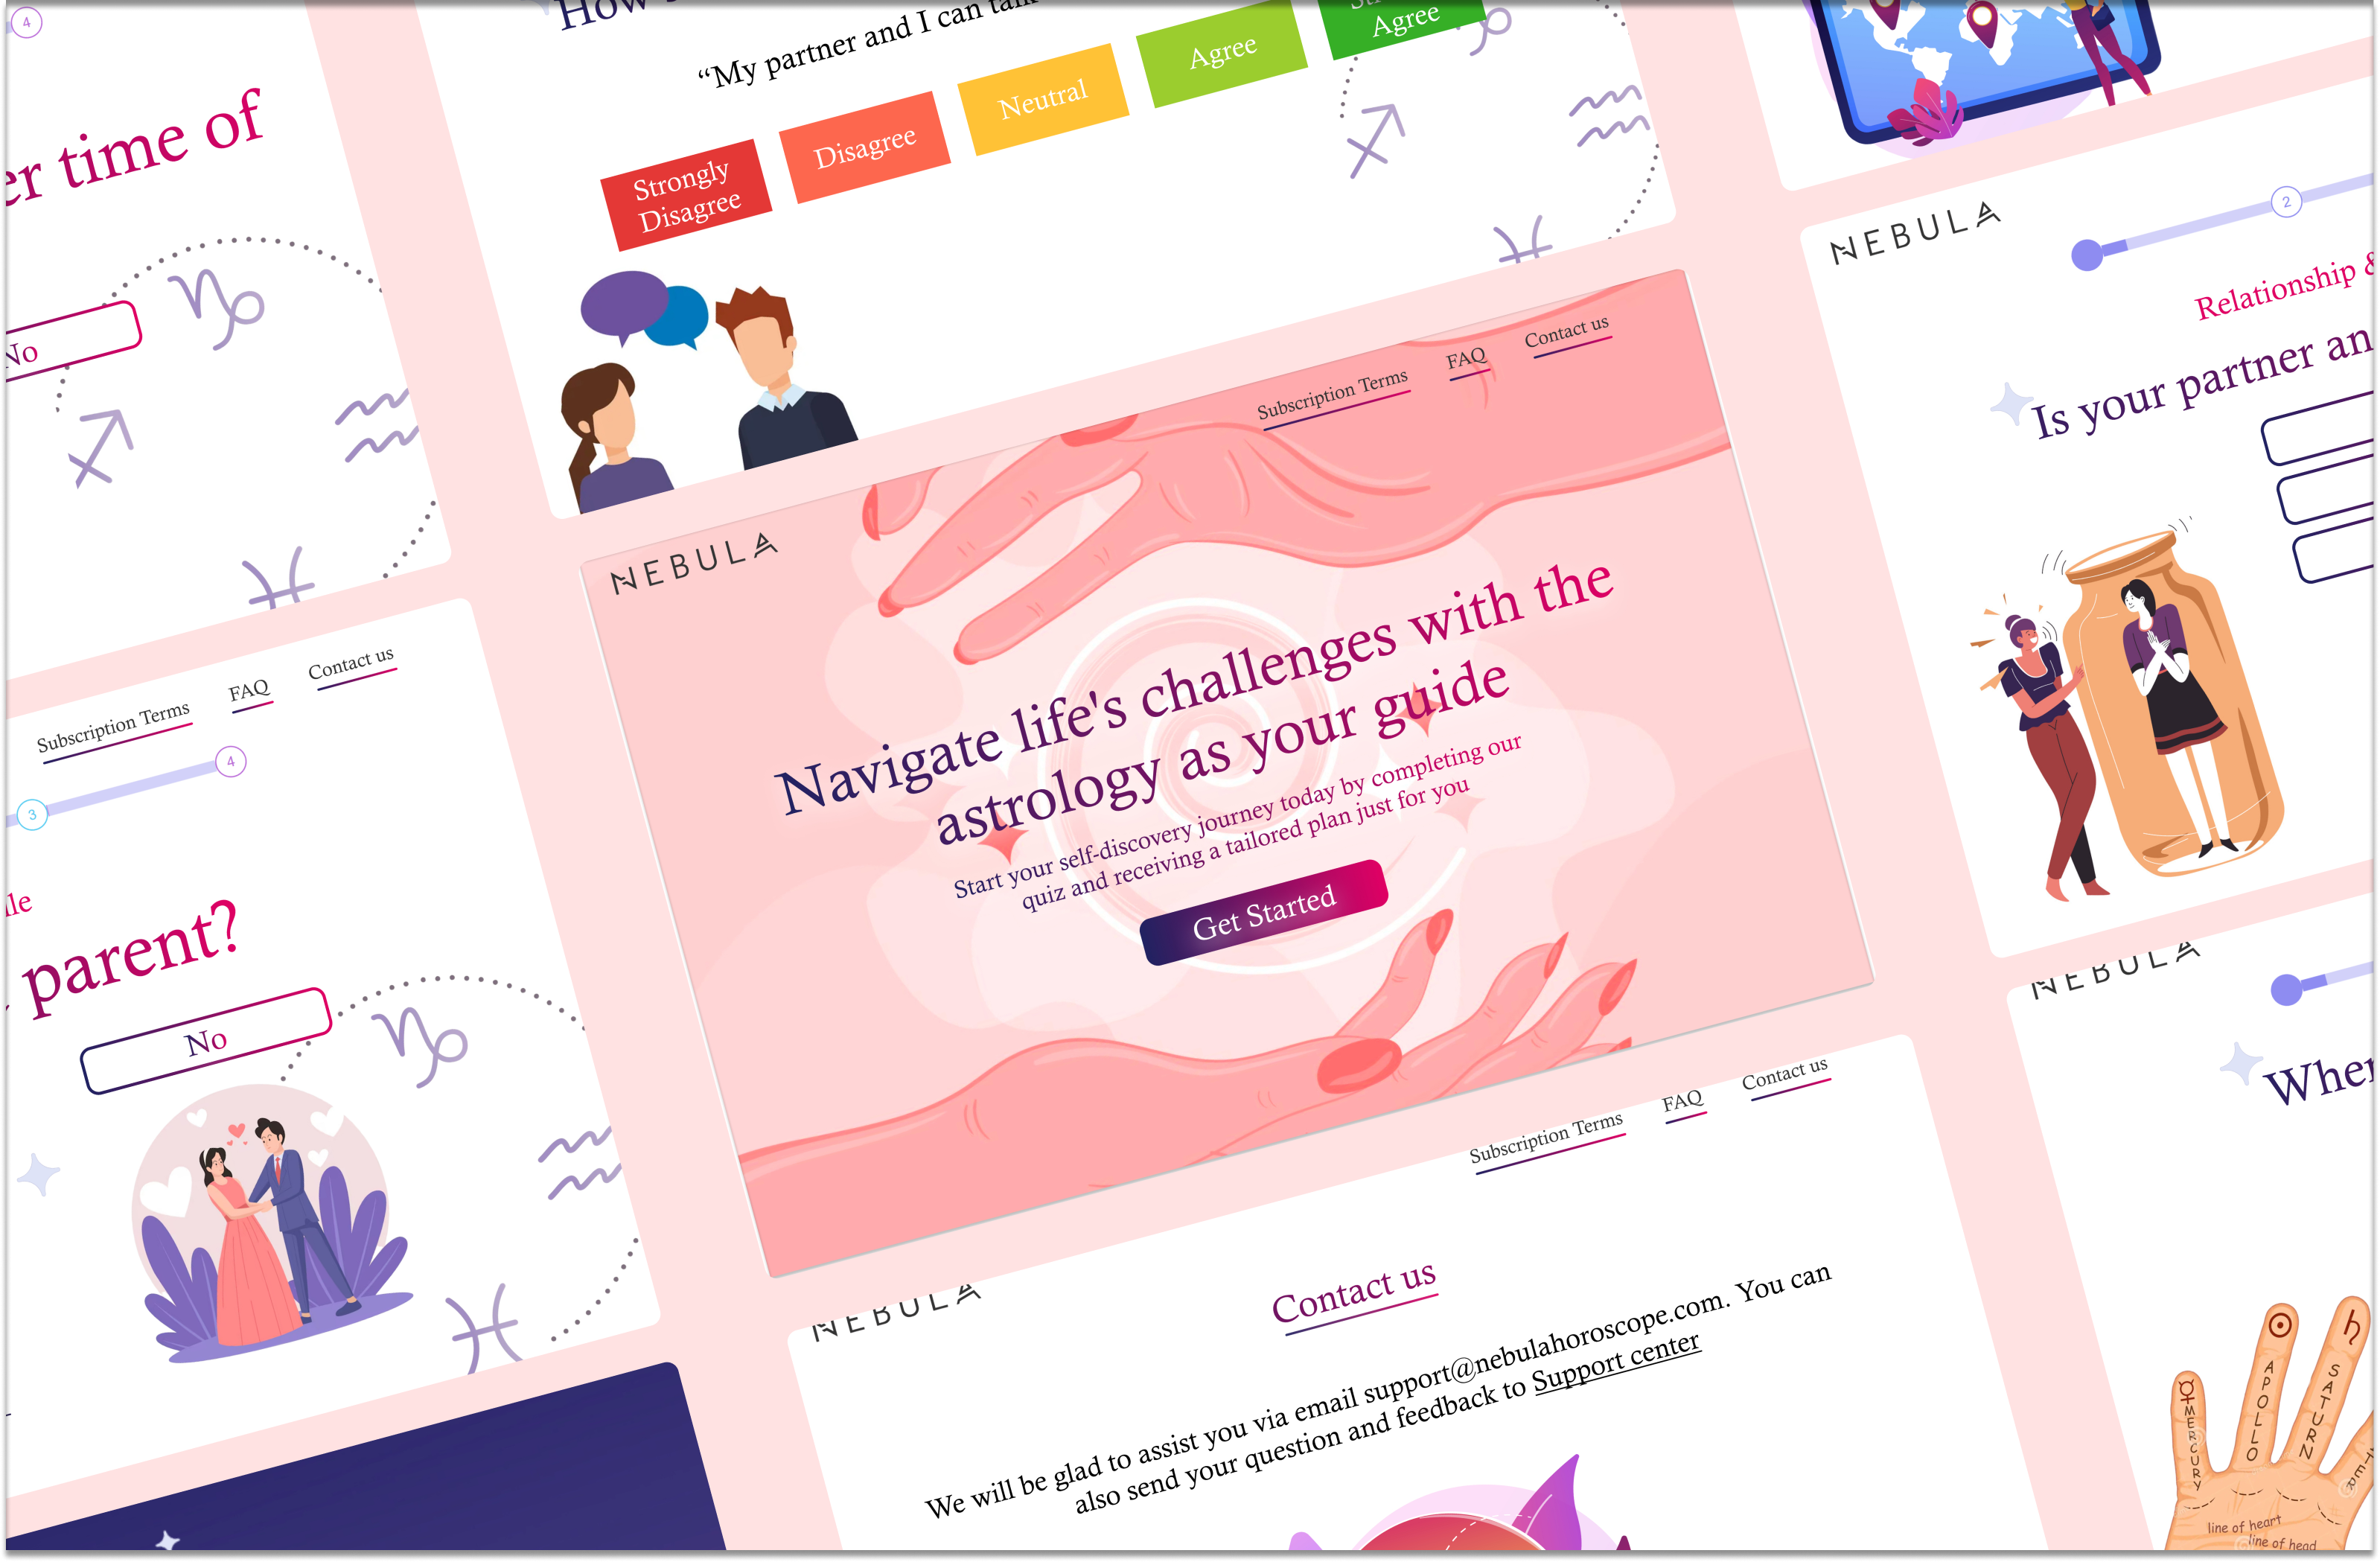 4
er time of
No
How
“My partner and I can
Strongly
Disagree
Disagree
Neutral
Agree
Agree
NEBULA
2
Relationship &
Is your partner an
Subscription Terms
FAQ
Contact us
3
4
parent?
No
NEBULA
Subscription Terms
FAQ
Contact us
Navigate life's challenges with the
astrology as your guide
Start your self-discovery journey today by completing our
quiz and receiving a tailored plan just for you
Get Started
NEBULA
Subscription Terms
FAQ
Contact us
Contact us
We will be glad to assist you via email support@nebulahoroscope.com. You can
also send your question and feedback to Support center
NEBULA
MERCURY
APOLLO
SATURN
line of heart
line of head